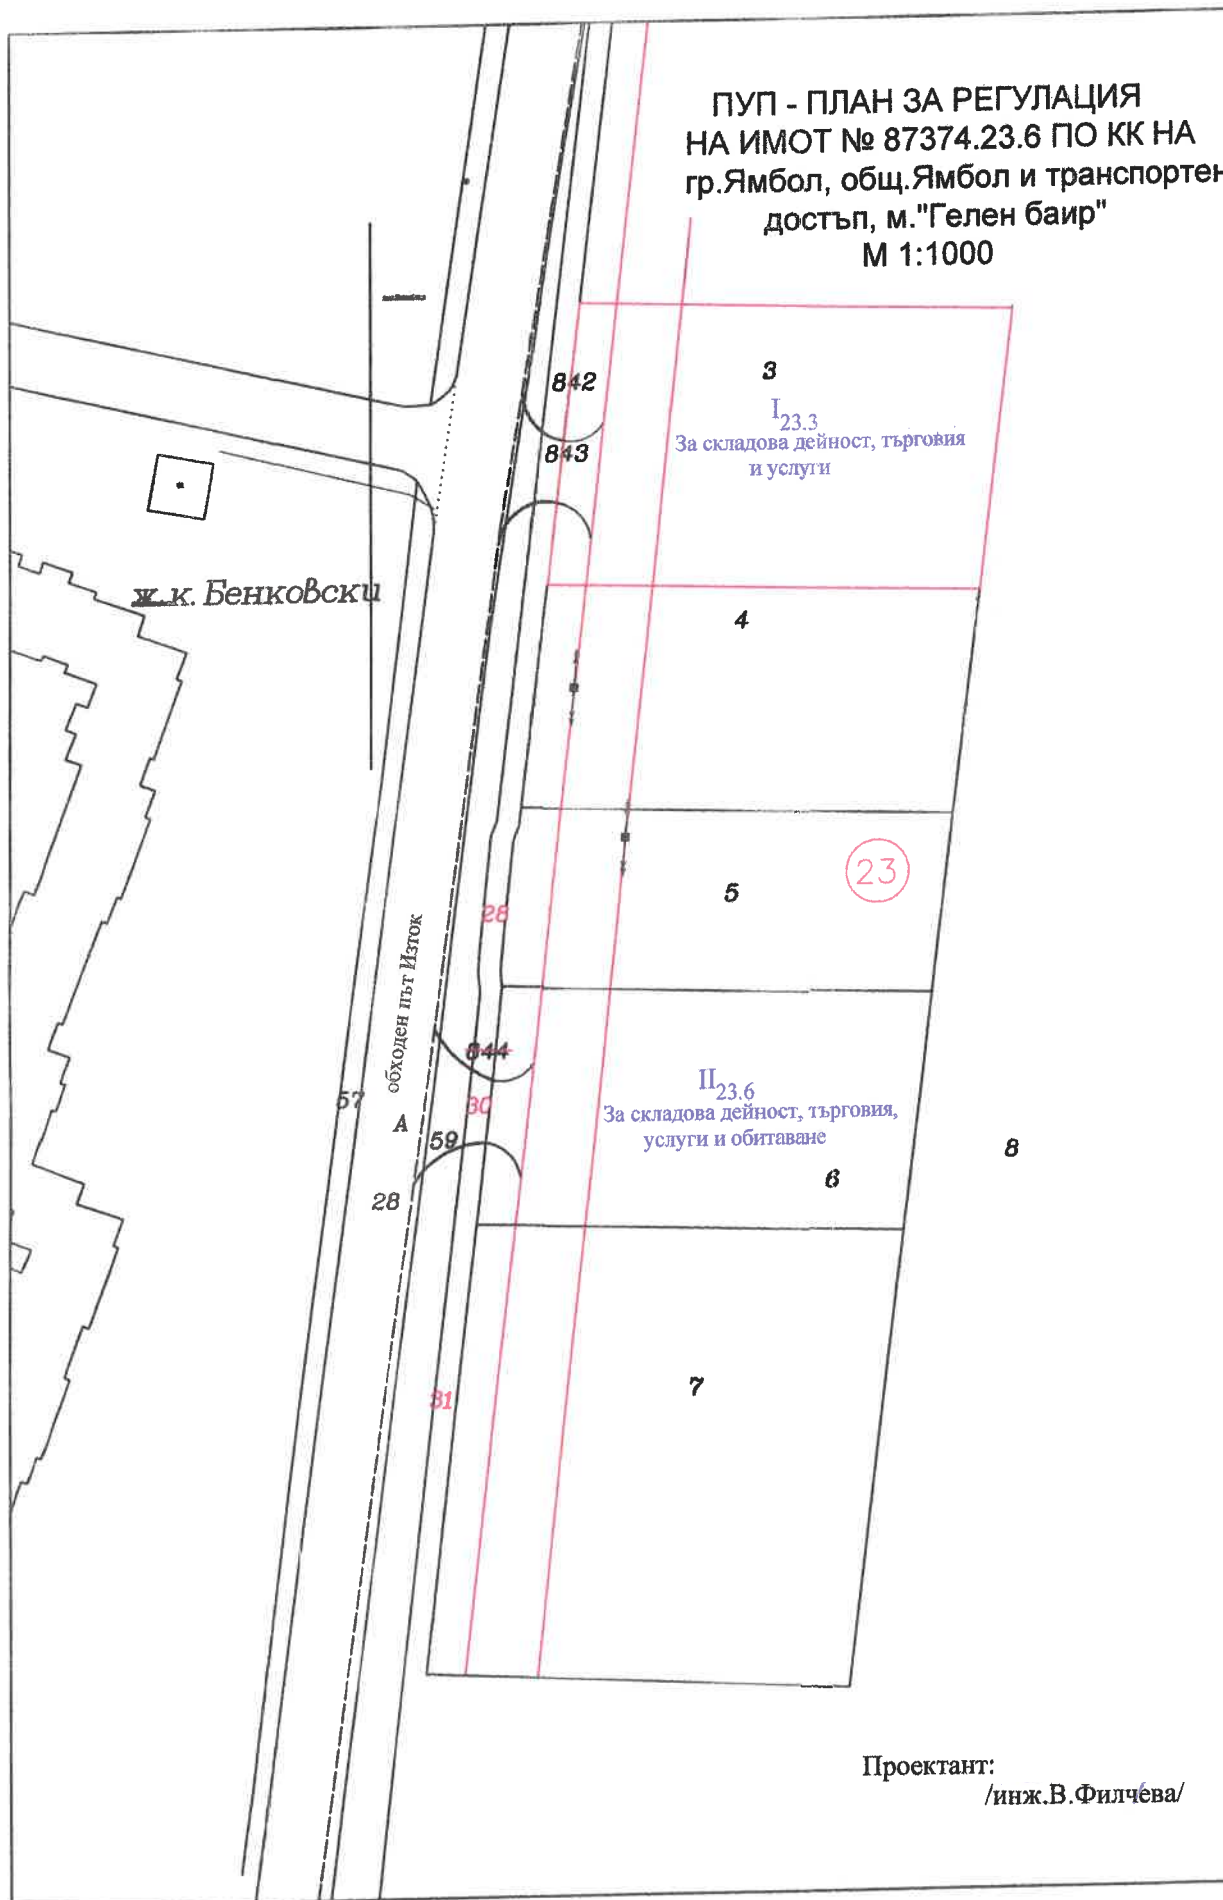 ПУП - ПЛАН ЗА РЕГУЛАЦИЯ
НА ИМОТ № 87374.23.6 ПО КК НА
гр.Ямбол, общ.Ямбол и транспортен
достъп, м."Гелен баир"
М 1:1000
842
3
I 23.3
За складова дейност, търговия
и услуги
843
ж.к. Бенковски
4
23
5
28
обходен път Изток
844
II 23.6
За складова дейност, търговия,
услуги и обитаване
57
30
А
59
8
6
28
7
31
Проектант:
/инж.В.Филчева/